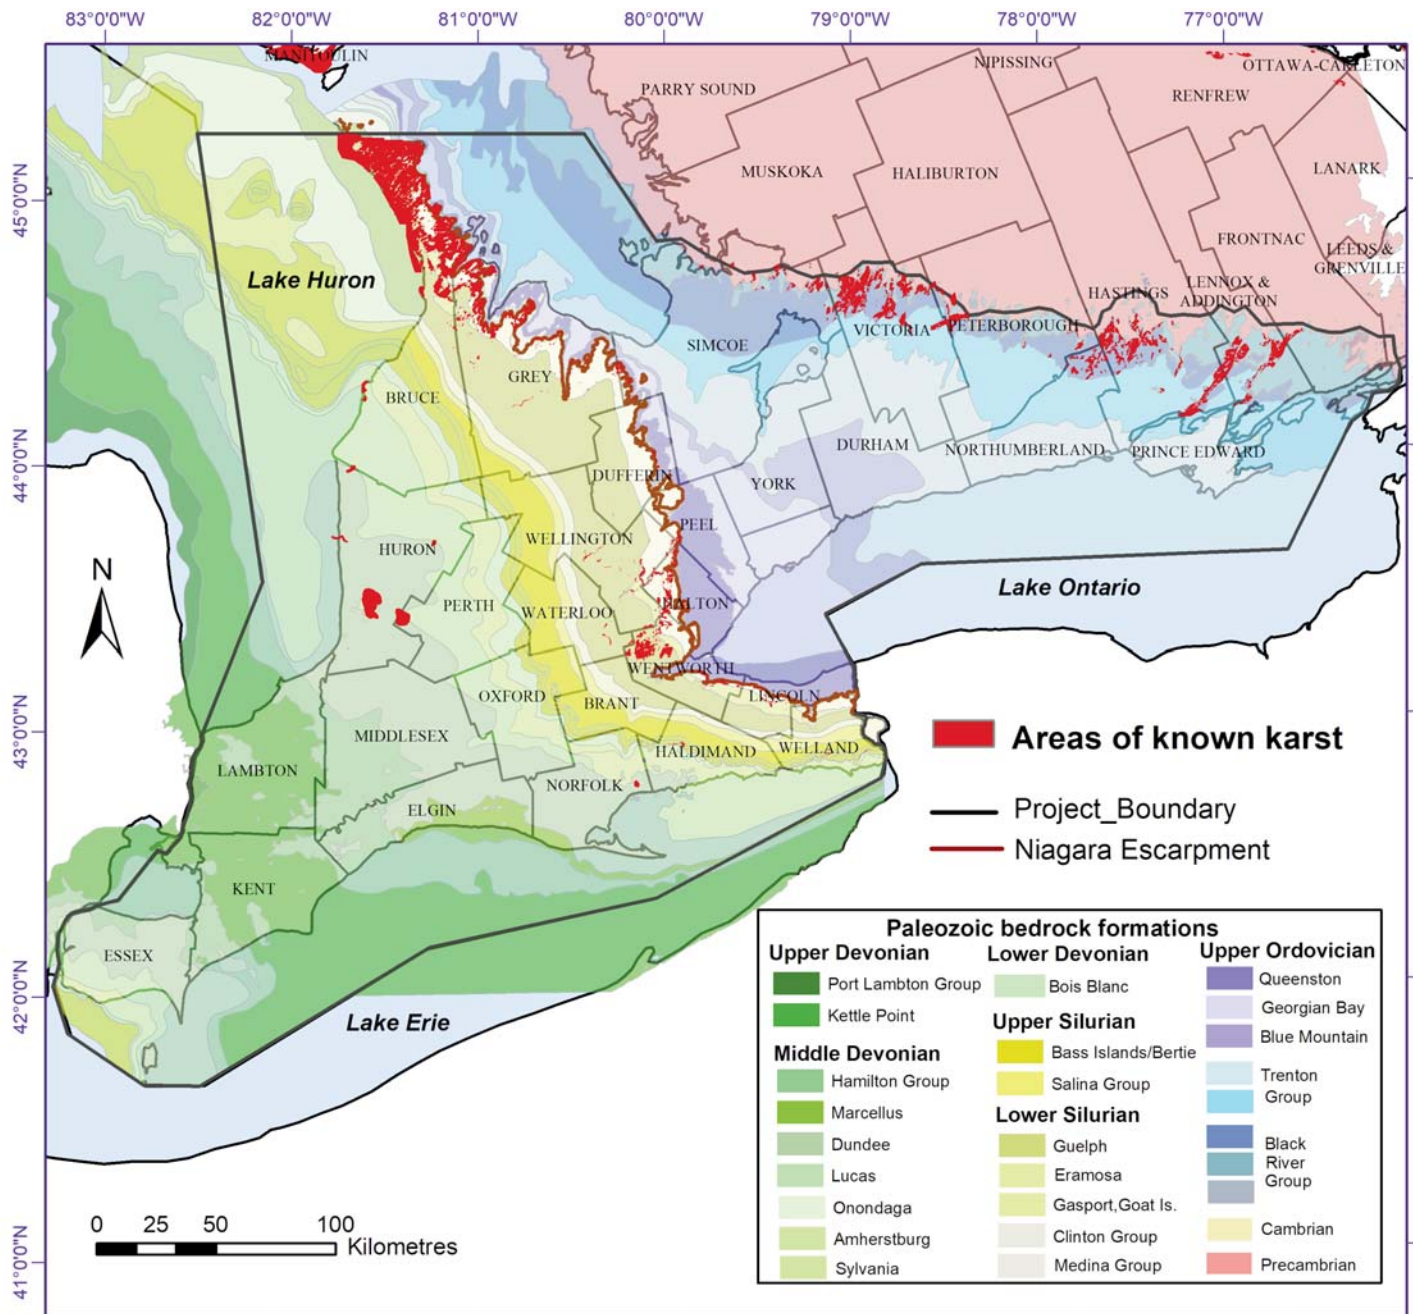 83°0'0"W 82°0'0"W 81°0'0"W 80°0'0"W 79°0'0"W 78°0'0"W 77°0'0"W
MANITOULIN
NIPISSING
OTTAWA-CARLETON
PARRY SOUND
RENFREW
MUSKOKA
HALIBURTON
LANARK
45°0'0"N
FRONTNAC
LEEDS &
GRENVILLE
Lake Huron
HASTINGS
LENNOX &
ADDINGTON
VICTORIA
PETERBOROUGH
SIMCOE
GREY
BRUCE
44°0'0"N
DURHAM
NORTHUMBERLAND
PRINCE EDWARD
DUFFERIN
YORK
PEEL
WELLINGTON
HURON
N
Lake Ontario
PERTH
WATERLOO
HALTON
WENTWORTH
OXFORD
BRANT
LINCOLN
43°0'0"N
MIDDLESEX
HALDIMAND
WELLAND
LAMBTON
NORFOLK
ELGIN
KENT
ESSEX
42°0'0"N
Lake Erie
41°0'0"N
Areas of known karst
Project_Boundary
Niagara Escarpment
Paleozoic bedrock formations
Upper Devonian
Port Lambton Group
Kettle Point
Middle Devonian
Hamilton Group
Marcellus
Dundee
Lucas
Onondaga
Amherstburg
Sylvania
Lower Devonian
Bois Blanc
Upper Silurian
Bass Islands/Bertie
Salina Group
Lower Silurian
Guelph
Eramosa
Gasport,Goat Is.
Clinton Group
Medina Group
Upper Ordovician
Queenston
Georgian Bay
Blue Mountain
Trenton
Group
Black
River
Group
Cambrian
Precambrian
0 25 50 100
Kilometres